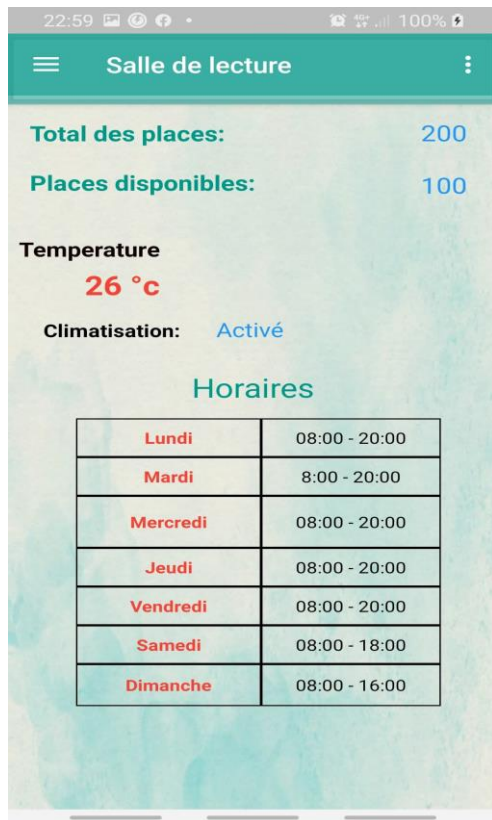 22:59 100%
Salle de lecture
Total des places: 200
Places disponibles: 100
Temperature
26 °c
Climatisation: Activé
Horaires
Lundi 08:00 - 20:00
Mardi 8:00 - 20:00
Mercredi 08:00 - 20:00
Jeudi 08:00 - 20:00
Vendredi 08:00 - 20:00
Samedi 08:00 - 18:00
Dimanche 08:00 - 16:00